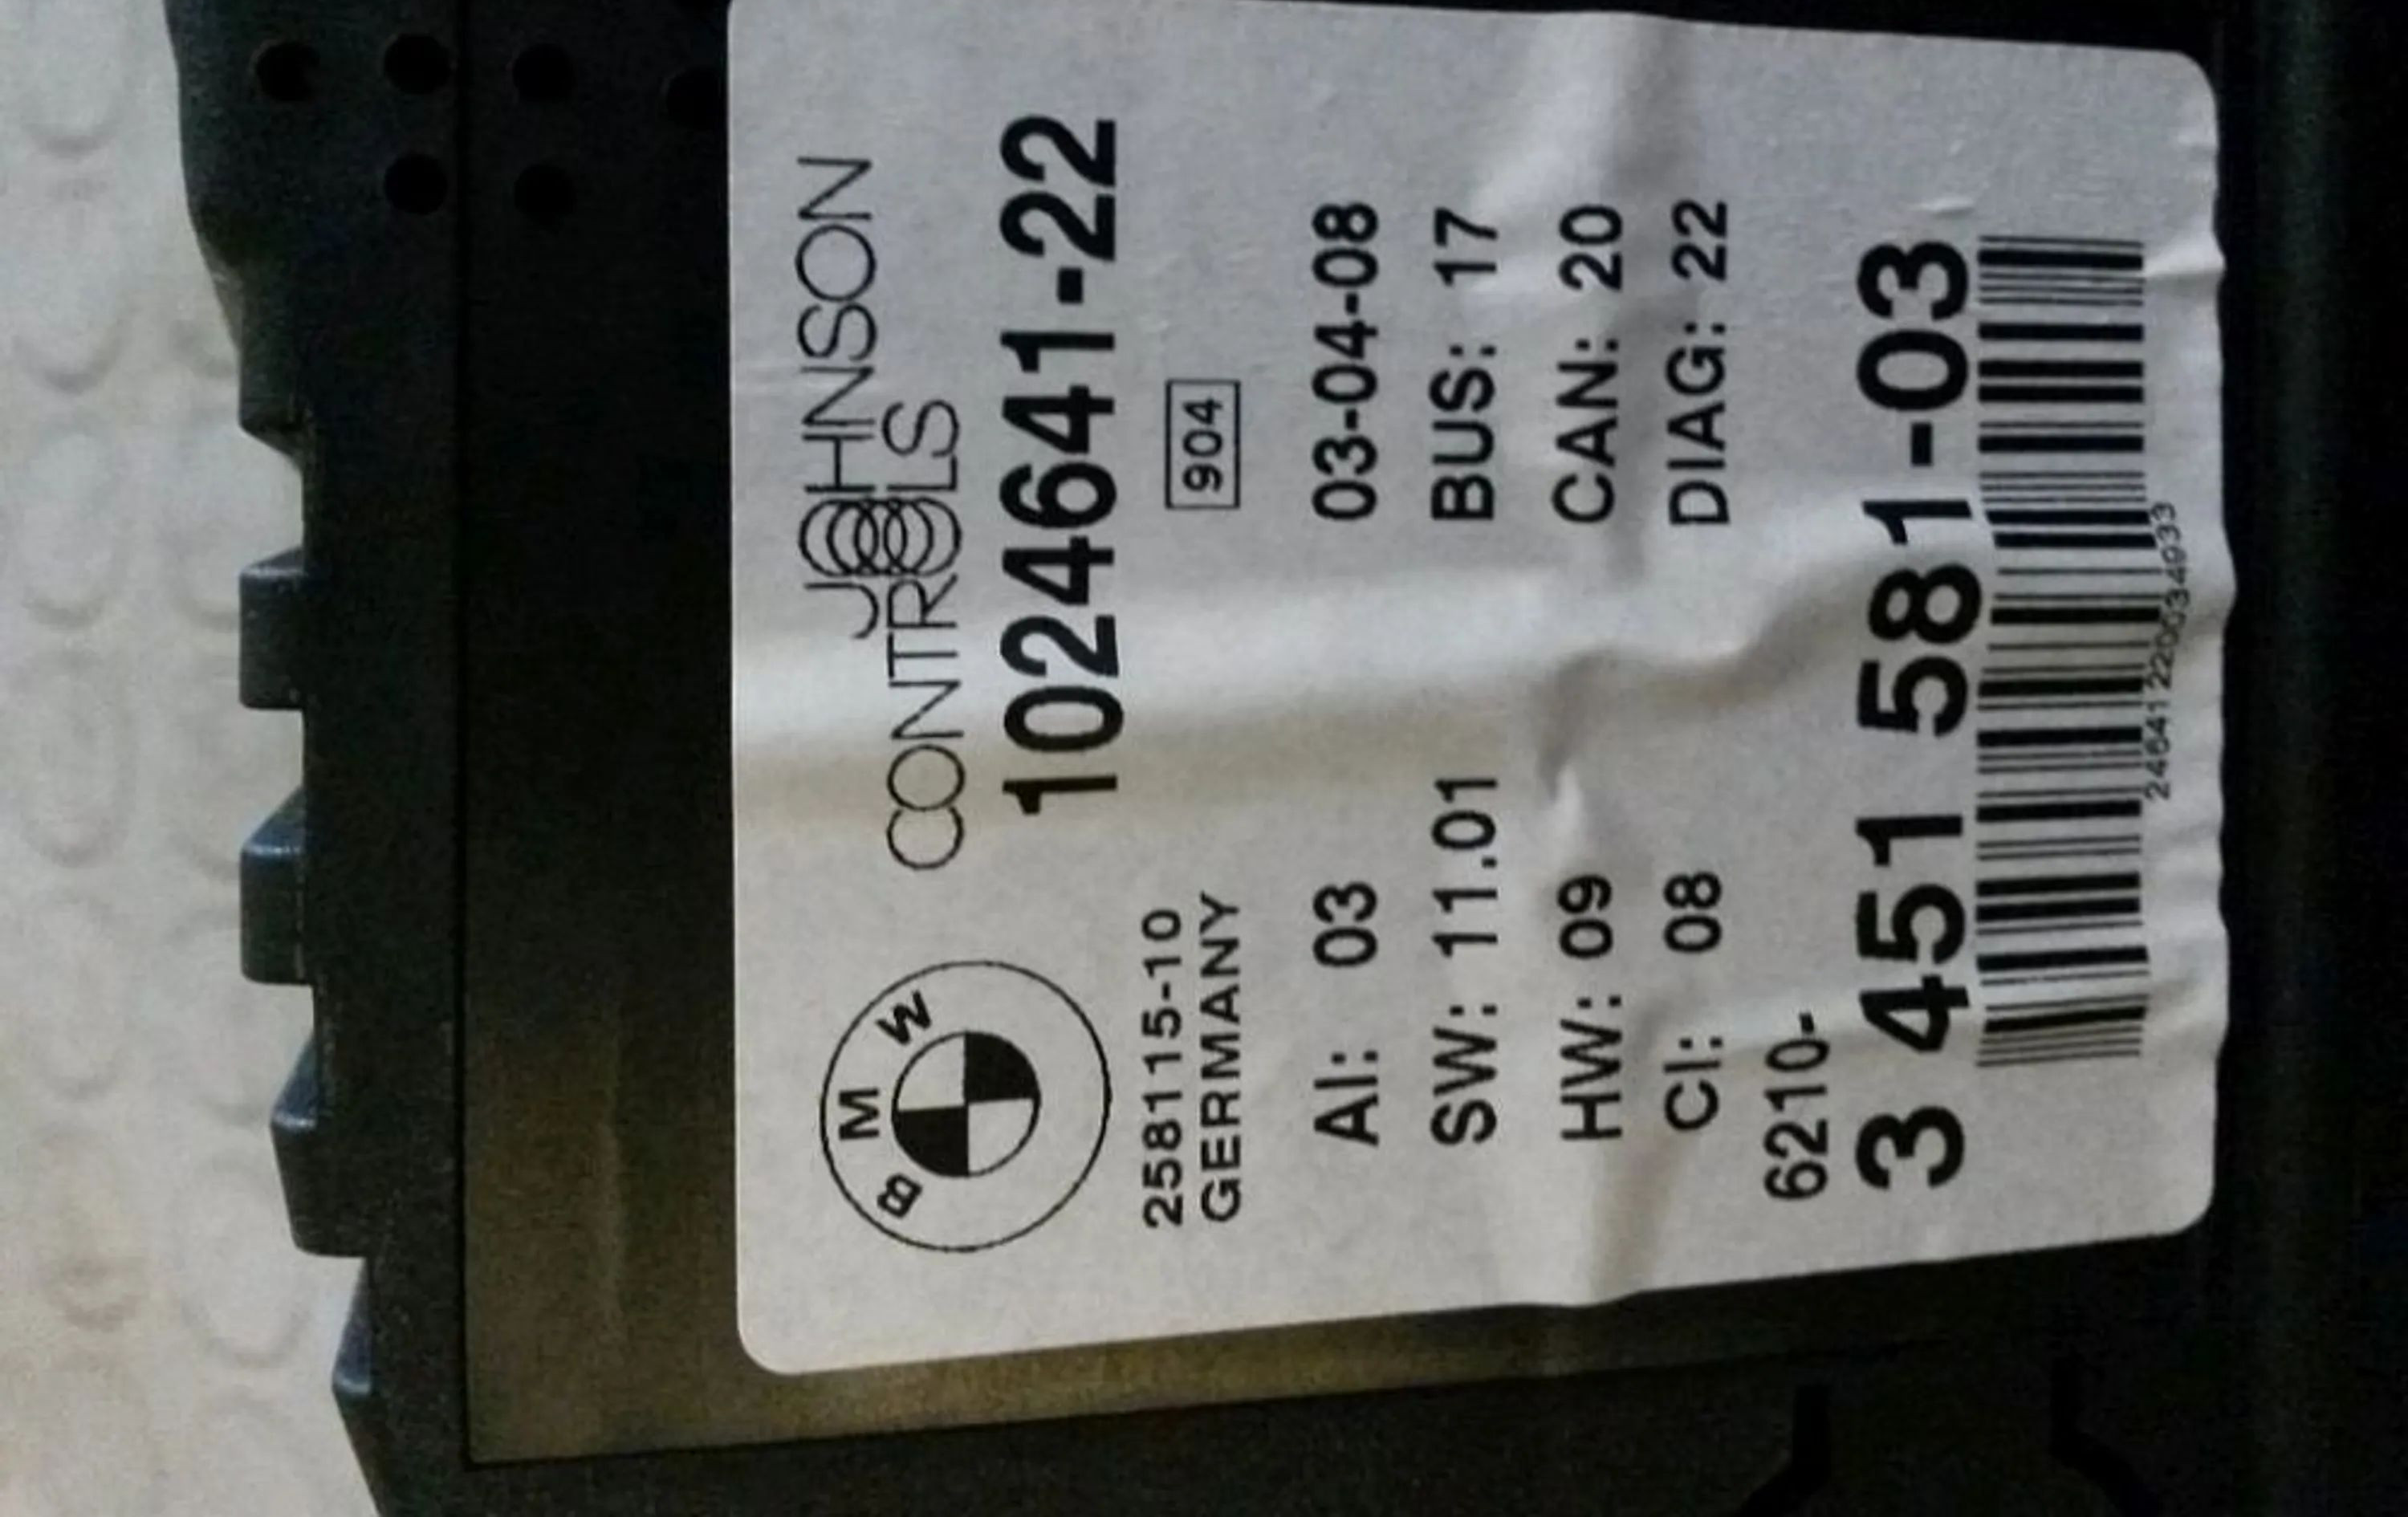 BMW
JOHNSON
CONTROLS
1024641-22
258115-10
GERMANY
904
AI: 03
03-04-08
SW: 11.01
BUS: 17
HW: 09
CAN: 20
CI: 08
DIAG: 22
6210-
3 451 581-03
24641220034933